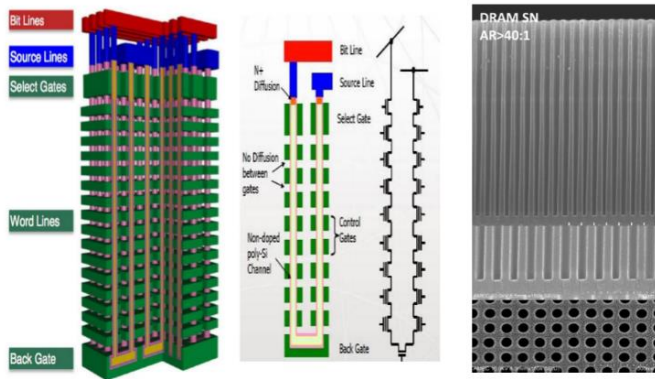 Bit Lines
Source Lines
Select Gates
Word Lines
Back Gate
Bit Line
N+
Diffusion
Source Line
Select Gate
No Diffusion
between
gates
Control
Gates
Non-doped
poly-Si
Channel
Back Gate
DRAM SN
AR>40:1